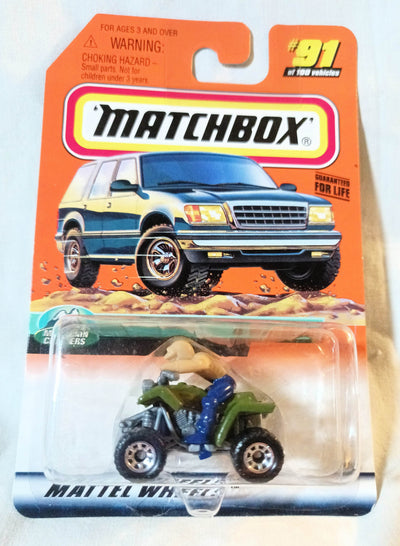 FOR AGES 3 AND OVER
WARNING:
CHOKING HAZARD –
Small parts. Not for
children under 3 years.
#91
of 100 vehicles
'MATCHBOX'®
GUARANTEED
FOR LIFE
MATTEL WHEELS™